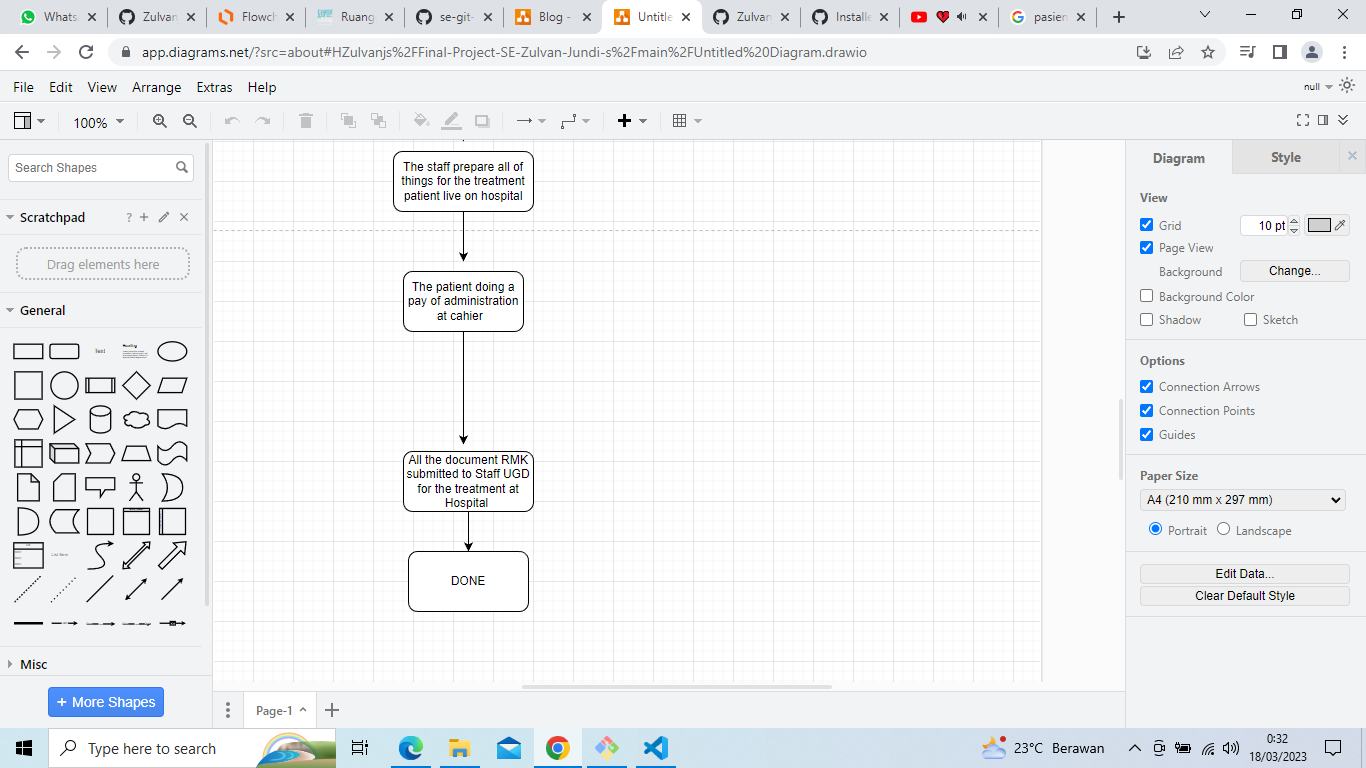 Whats
Zulvan
Flowch
Ruang
se-git-
Blog -
Untitle
Zulvan
Installe
pasien
app.diagrams.net/?src=about#HZulvanjs%2FFinal-Project-SE-Zulvan-Jundi-s%2Fmain%2FUntitled%20Diagram.drawio
File Edit View Arrange Extras Help
null
100%
Search Shapes
Scratchpad
?
Drag elements here
General
Text
Heading
List Item
Misc
+ More Shapes
The staff prepare all of
things for the treatment
patient live on hospital
The patient doing a
pay of administration
at cahier
All the document RMK
submitted to Staff UGD
for the treatment at
Hospital
DONE
Page-1
Diagram
Style
View
Grid
10 pt
Page View
Background
Change...
Background Color
Shadow
Sketch
Options
Connection Arrows
Connection Points
Guides
Paper Size
A4 (210 mm x 297 mm)
Portrait
Landscape
Edit Data...
Clear Default Style
Type here to search
23°C Berawan
0:32
18/03/2023